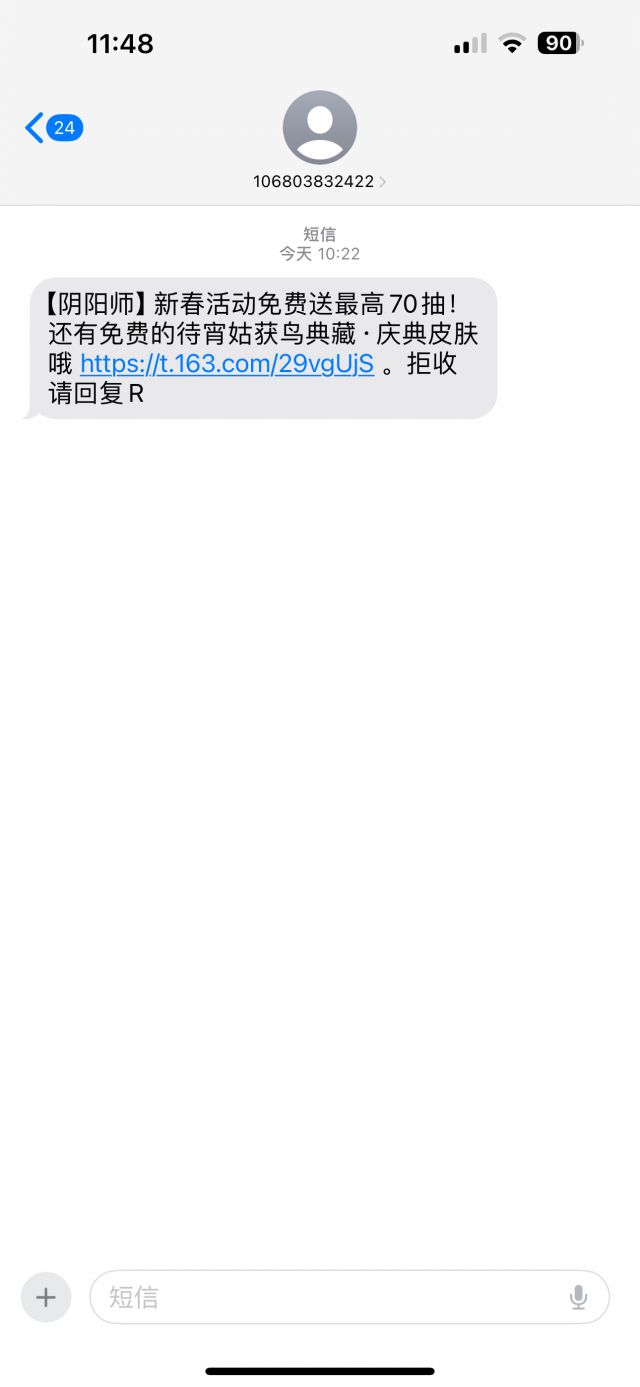 11:48
90
24
106803832422
短信
今天 10:22
【阴阳师】新春活动免费送最高70抽！
还有免费的待宵姑获鸟典藏·庆典皮肤
哦 https://t.163.com/29vgUjS 。拒收
请回复R
短信